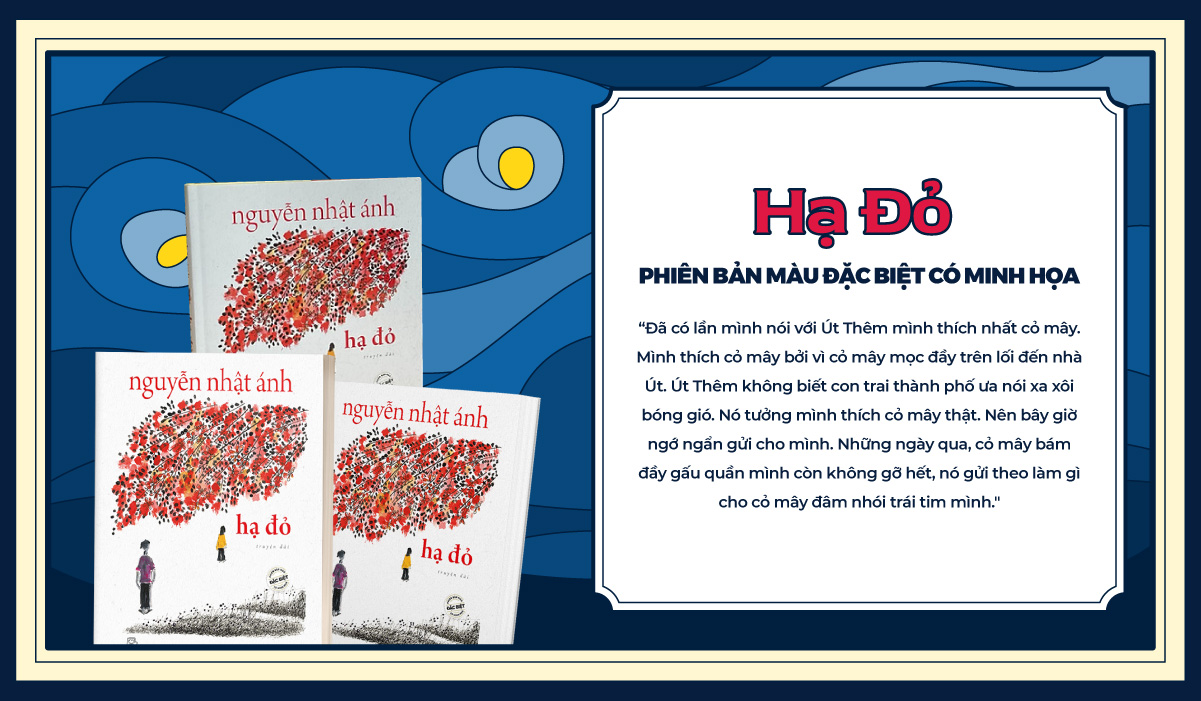 nguyễn nhật ánh
hạ đỏ
truyện dài
nguyễn nhật ánh
hạ đỏ
truyện dài
ĐẶC BIỆT
nguyễn nhật ánh
hạ đỏ
truyện dài
ĐẶC BIỆT
Hạ Đỏ
PHIÊN BẢN MÀU ĐẶC BIỆT CÓ MINH HỌA
“Đã có lần mình nói với Út Thêm mình thích nhất cỏ mây.
Mình thích cỏ mây bởi vì cỏ mây mọc đầy trên lối đến nhà
Út. Út Thêm không biết con trai thành phố ưa nói xa xôi
bóng gió. Nó tưởng mình thích cỏ mây thật. Nên bây giờ
ngớ ngẩn gửi cho mình. Những ngày qua, cỏ mây bám
đầy gấu quần mình còn không gỡ hết, nó gửi theo làm gì
cho cỏ mây đâm nhói trái tim mình."